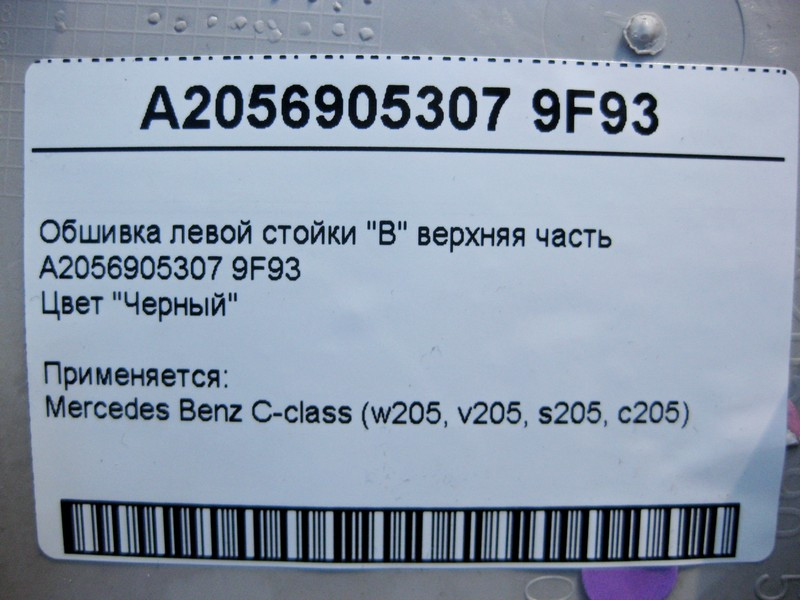 A2056905307 9F93
Обшивка левой стойки "В" верхняя часть
A2056905307 9F93
Цвет "Черный"
Применяется:
Mercedes Benz C-class (w205, v205, s205, c205)